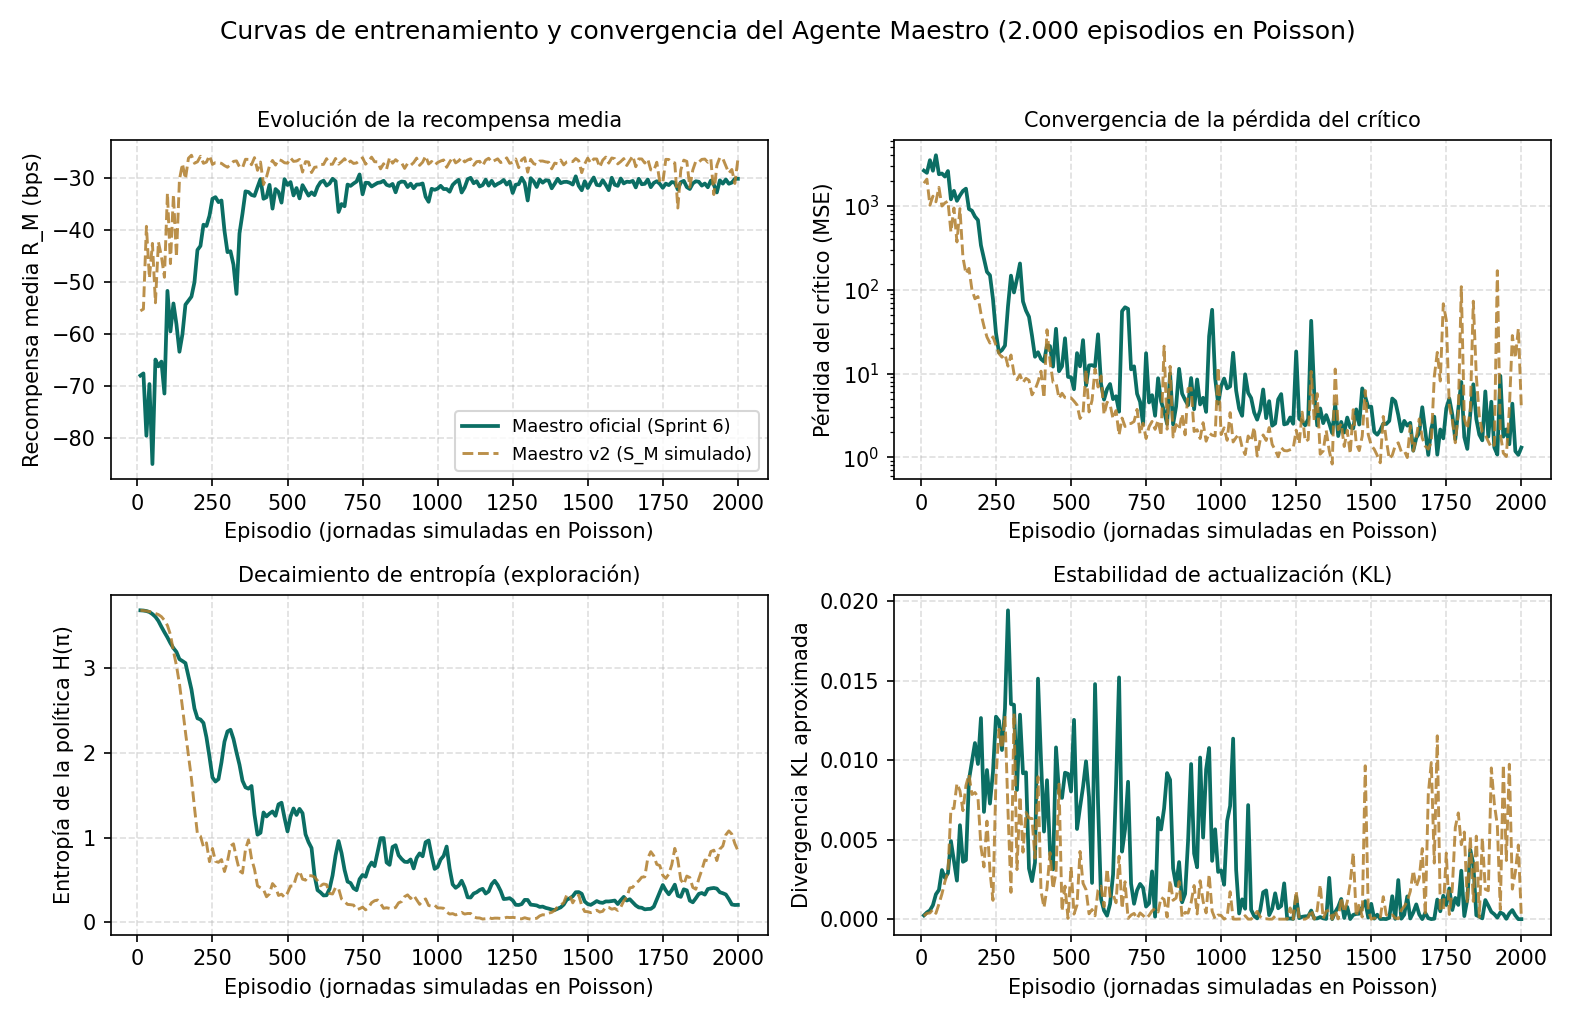 Curvas de entrenamiento y convergencia del Agente Maestro (2.000 episodios en Poisson)
Evolución de la recompensa media
Recompensa media R_M (bps)
−30
−40
−50
−60
−70
−80
Maestro oficial (Sprint 6)
Maestro v2 (S_M simulado)
0 250 500 750 1000 1250 1500 1750 2000
Episodio (jornadas simuladas en Poisson)
Convergencia de la pérdida del crítico
Pérdida del crítico (MSE)
10³
10²
10¹
10⁰
0 250 500 750 1000 1250 1500 1750 2000
Episodio (jornadas simuladas en Poisson)
Decaimiento de entropía (exploración)
Entropía de la política H(π)
3
2
1
0
0 250 500 750 1000 1250 1500 1750 2000
Episodio (jornadas simuladas en Poisson)
Estabilidad de actualización (KL)
Divergencia KL aproximada
0.020
0.015
0.010
0.005
0.000
0 250 500 750 1000 1250 1500 1750 2000
Episodio (jornadas simuladas en Poisson)